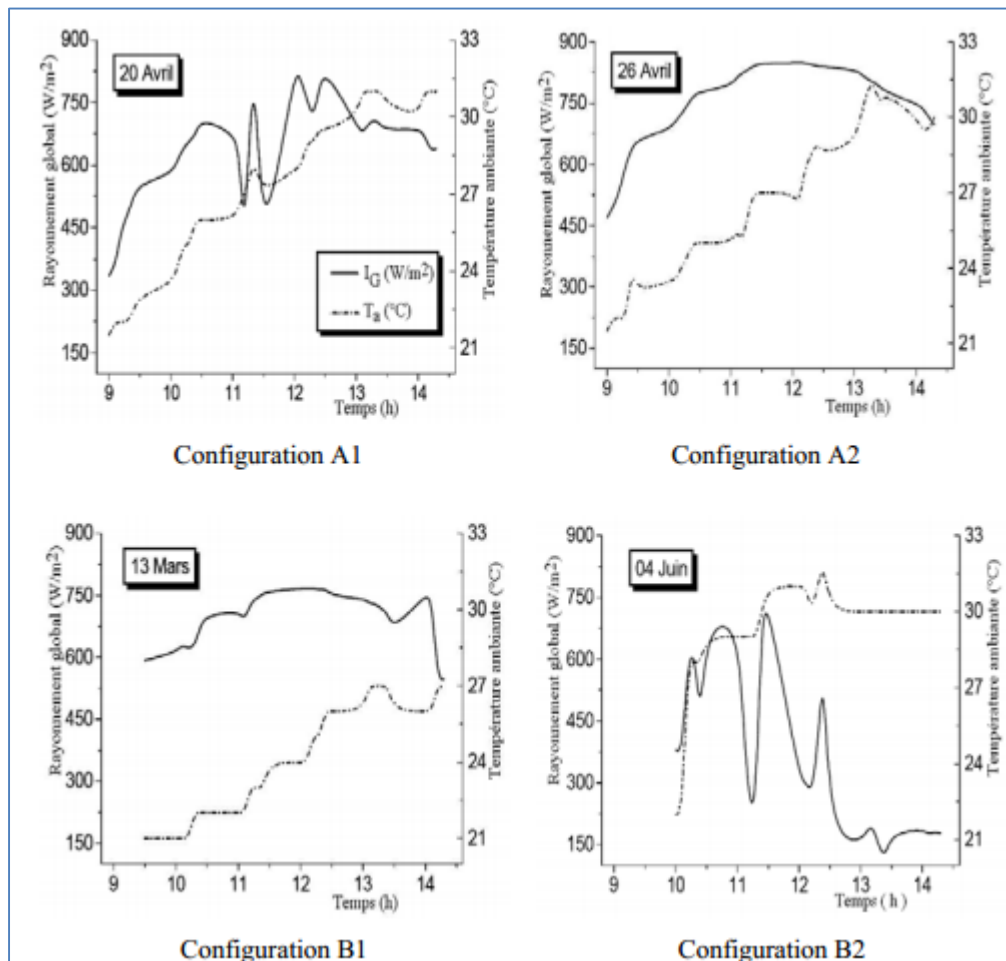 20 Avril
Rayonnement global (W/m²)
900
750
600
450
300
150
Température ambiante (°C)
33
30
27
24
21
I_G (W/m²)
T_a (°C)
9 10 11 12 13 14
Temps (h)
Configuration A1
26 Avril
Rayonnement global (W/m²)
900
750
600
450
300
150
Température ambiante (°C)
33
30
27
24
21
9 10 11 12 13 14
Temps (h)
Configuration A2
13 Mars
Rayonnement global (W/m²)
900
750
600
450
300
150
Température ambiante (°C)
33
30
27
24
21
9 10 11 12 13 14
Temps (h)
Configuration B1
04 Juin
Rayonnement global (W/m²)
900
750
600
450
300
150
Température ambiante (°C)
33
30
27
24
21
9 10 11 12 13 14
Temps ( h )
Configuration B2